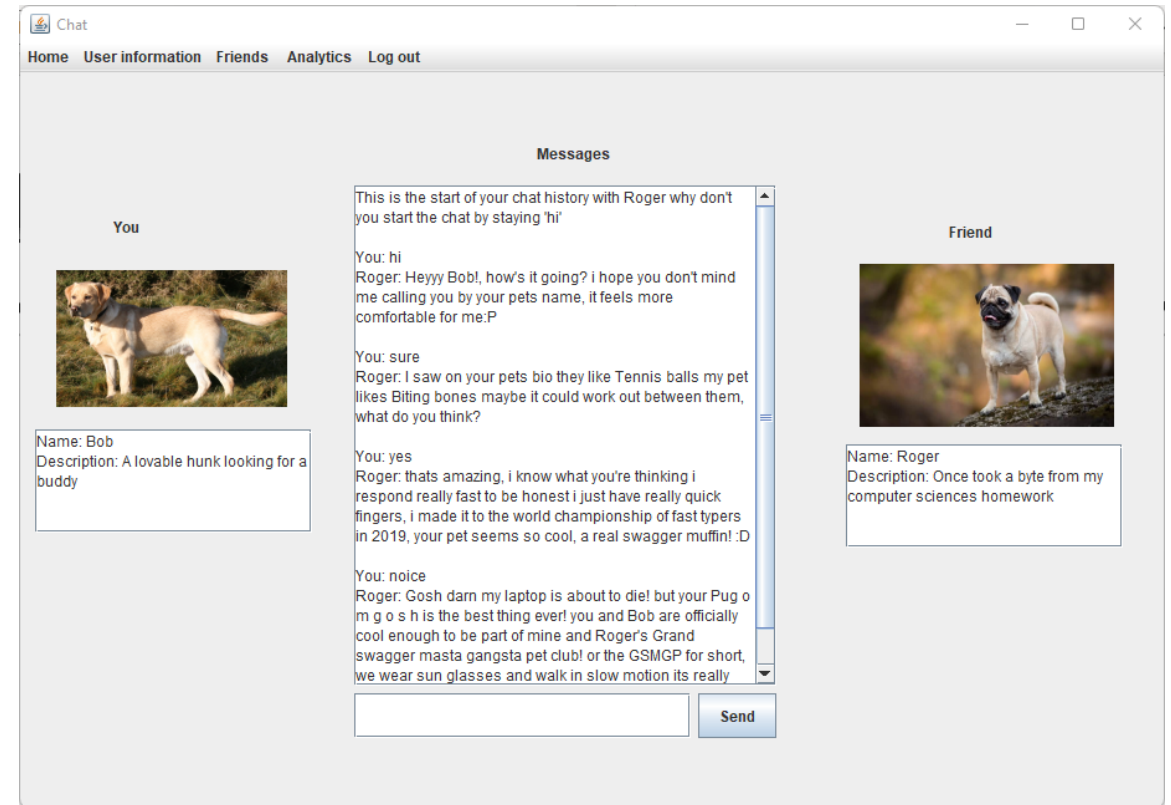 Chat
Home User information Friends Analytics Log out
Messages
This is the start of your chat history with Roger why don't
you start the chat by staying 'hi'
You: hi
Roger: Heyyy Bob!, how's it going? i hope you don't mind
me calling you by your pets name, it feels more
comfortable for me:P
You: sure
Roger: I saw on your pets bio they like Tennis balls my pet
likes Biting bones maybe it could work out between them,
what do you think?
You: yes
Roger: thats amazing, i know what you're thinking i
respond really fast to be honest i just have really quick
fingers, i made it to the world championship of fast typers
in 2019, your pet seems so cool, a real swagger muffin! :D
You: noice
Roger: Gosh darn my laptop is about to die! but your Pug o
m g o s h is the best thing ever! you and Bob are officially
cool enough to be part of mine and Roger's Grand
swagger masta gangsta pet club! or the GSMGP for short,
we wear sun glasses and walk in slow motion its really
Send
You
Name: Bob
Description: A lovable hunk looking for a
buddy
Friend
Name: Roger
Description: Once took a byte from my
computer sciences homework